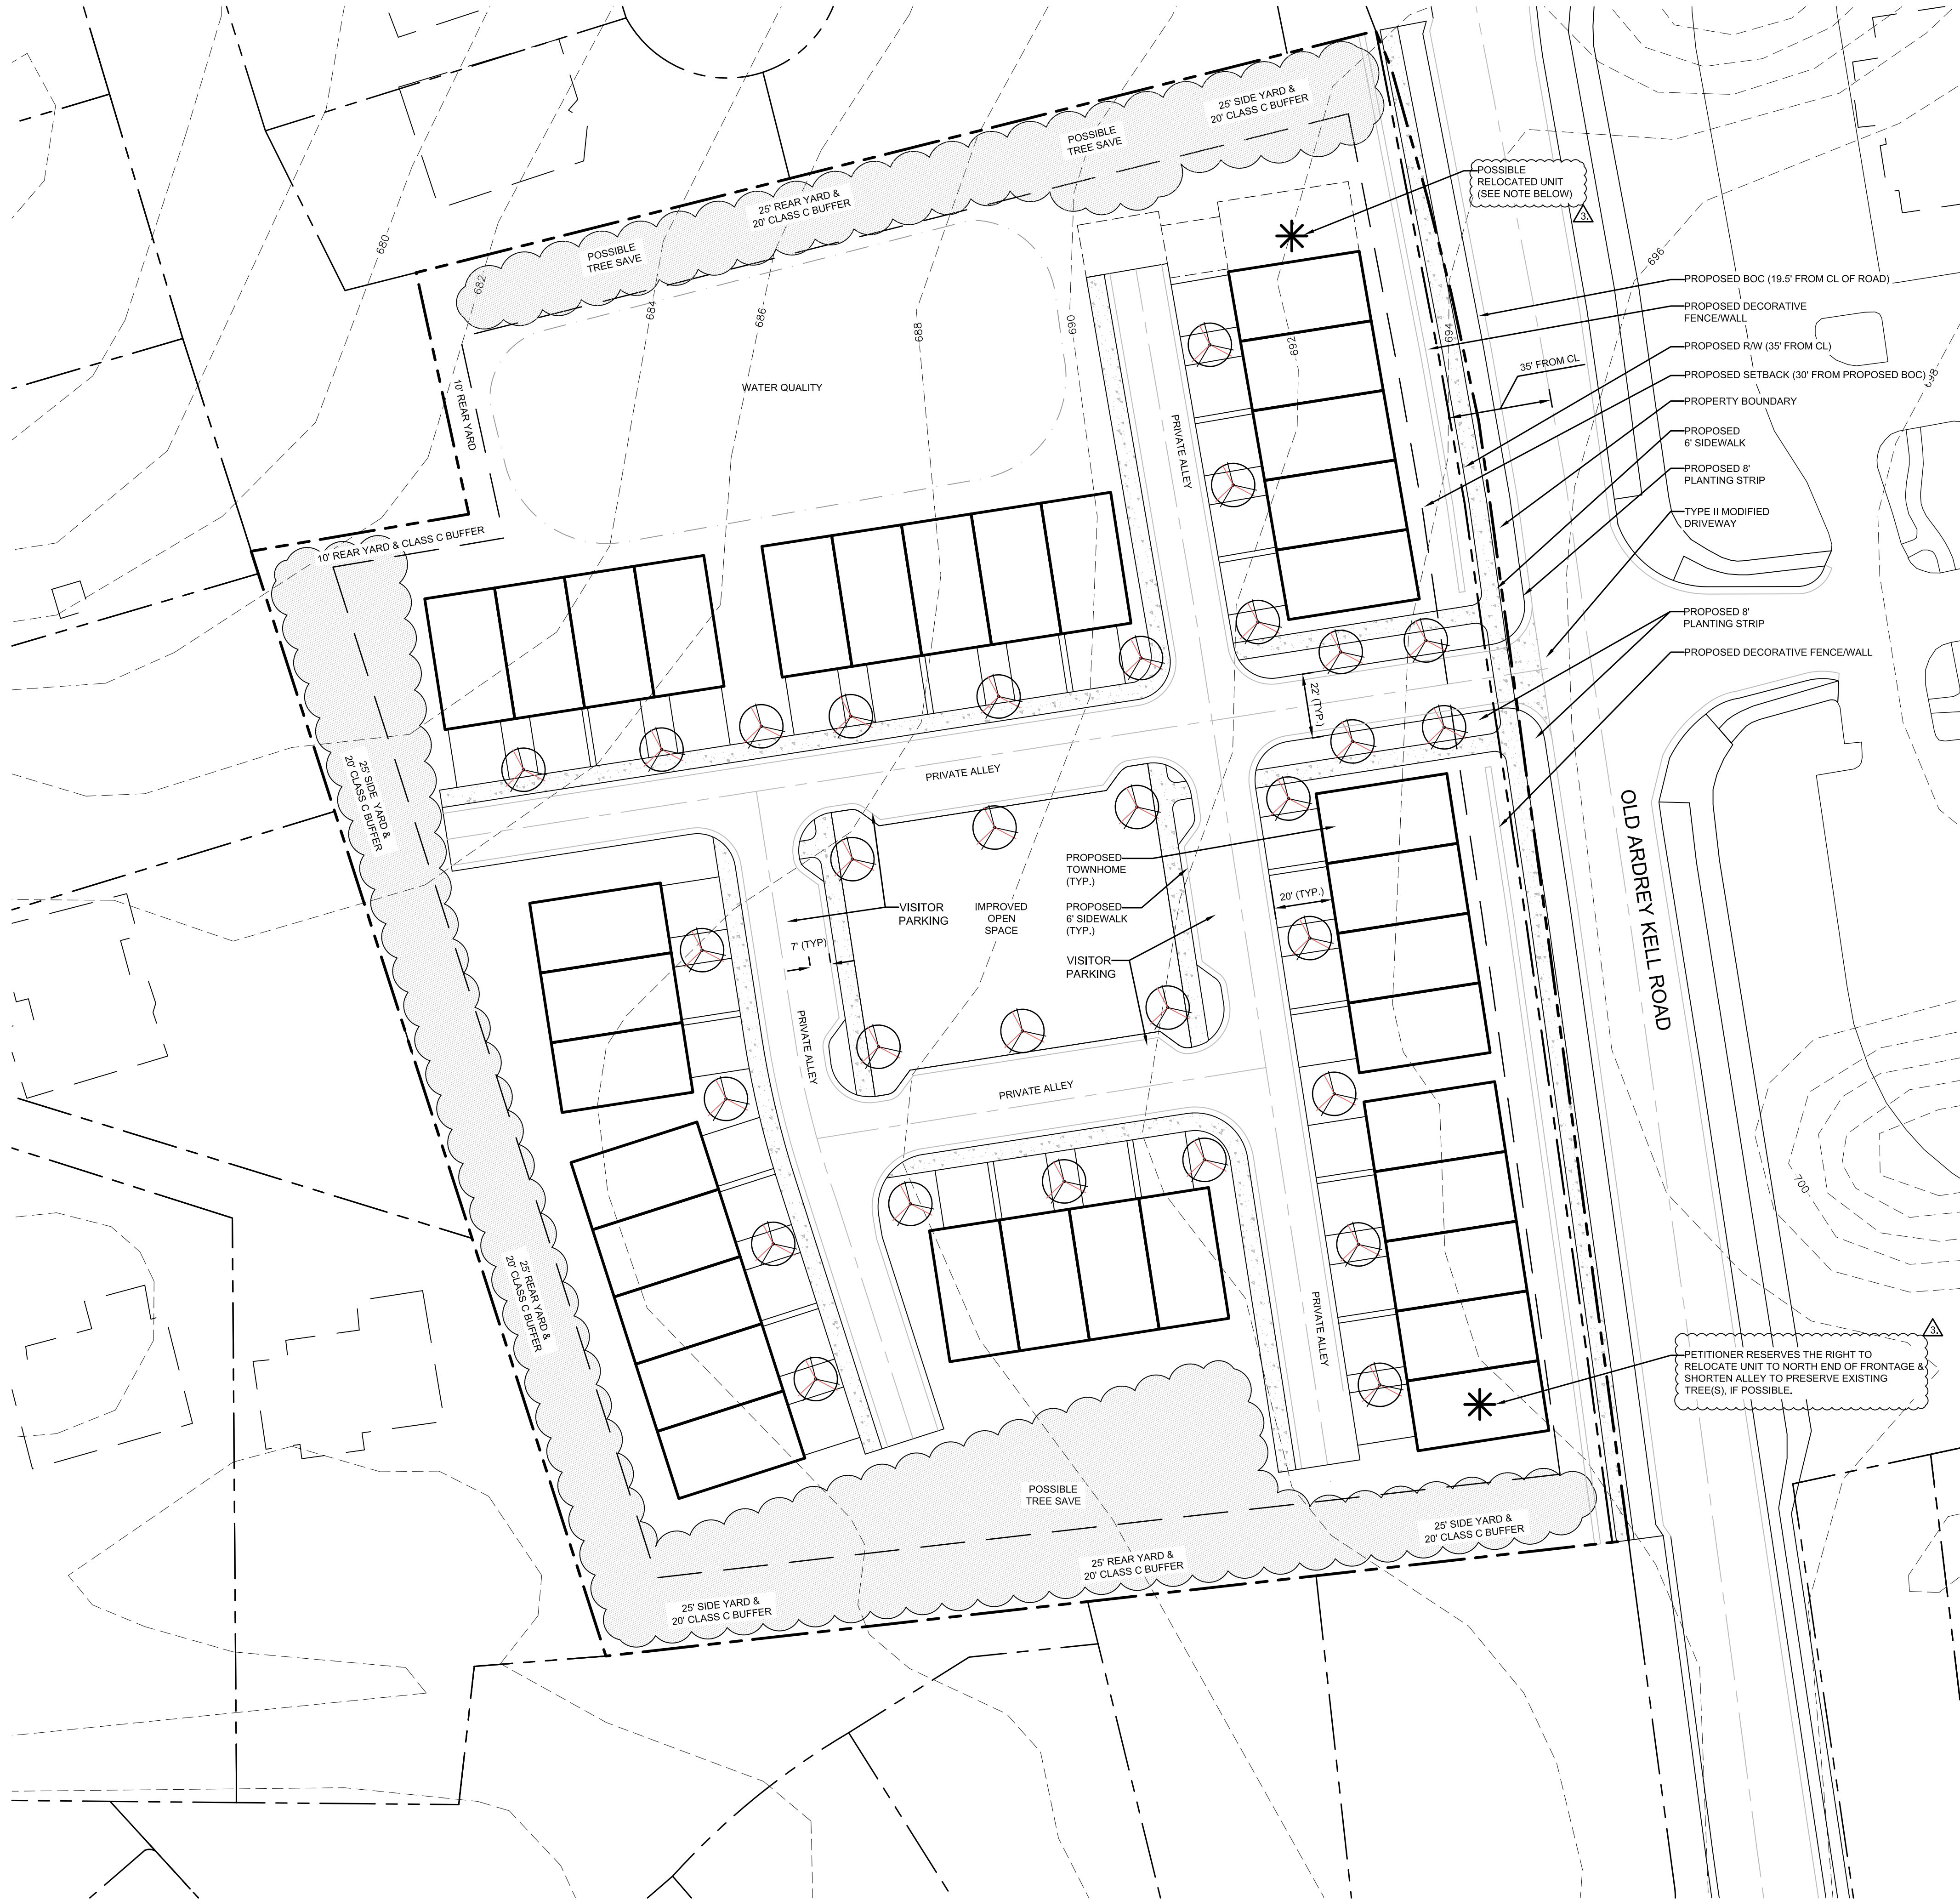 25' SIDE YARD &
20' CLASS C BUFFER
POSSIBLE
TREE SAVE
25' REAR YARD &
20' CLASS C BUFFER
POSSIBLE
TREE SAVE
680
682
684
686
688
690
692
694
696
698
POSSIBLE
RELOCATED UNIT
(SEE NOTE BELOW)
3.
PROPOSED BOC (19.5' FROM CL OF ROAD)
PROPOSED DECORATIVE
FENCE/WALL
PROPOSED R/W (35' FROM CL)
35' FROM CL
PROPOSED SETBACK (30' FROM PROPOSED BOC)
PROPERTY BOUNDARY
PROPOSED
6' SIDEWALK
PROPOSED 8'
PLANTING STRIP
TYPE II MODIFIED
DRIVEWAY
PROPOSED 8'
PLANTING STRIP
PROPOSED DECORATIVE FENCE/WALL
10' REAR YARD
WATER QUALITY
PRIVATE ALLEY
10' REAR YARD & CLASS C BUFFER
22' (TYP.)
25' SIDE YARD &
20' CLASS C BUFFER
PRIVATE ALLEY
OLD ARDREY KELL ROAD
PROPOSED
TOWNHOME
(TYP.)
VISITOR
PARKING
IMPROVED
OPEN
SPACE
PROPOSED
6' SIDEWALK
(TYP.)
20' (TYP.)
7' (TYP)
VISITOR
PARKING
PRIVATE ALLEY
PRIVATE ALLEY
700
25' REAR YARD &
20' CLASS C BUFFER
PRIVATE ALLEY
3.
PETITIONER RESERVES THE RIGHT TO
RELOCATE UNIT TO NORTH END OF FRONTAGE &
SHORTEN ALLEY TO PRESERVE EXISTING
TREE(S), IF POSSIBLE.
POSSIBLE
TREE SAVE
25' SIDE YARD &
20' CLASS C BUFFER
25' REAR YARD &
20' CLASS C BUFFER
25' SIDE YARD &
20' CLASS C BUFFER